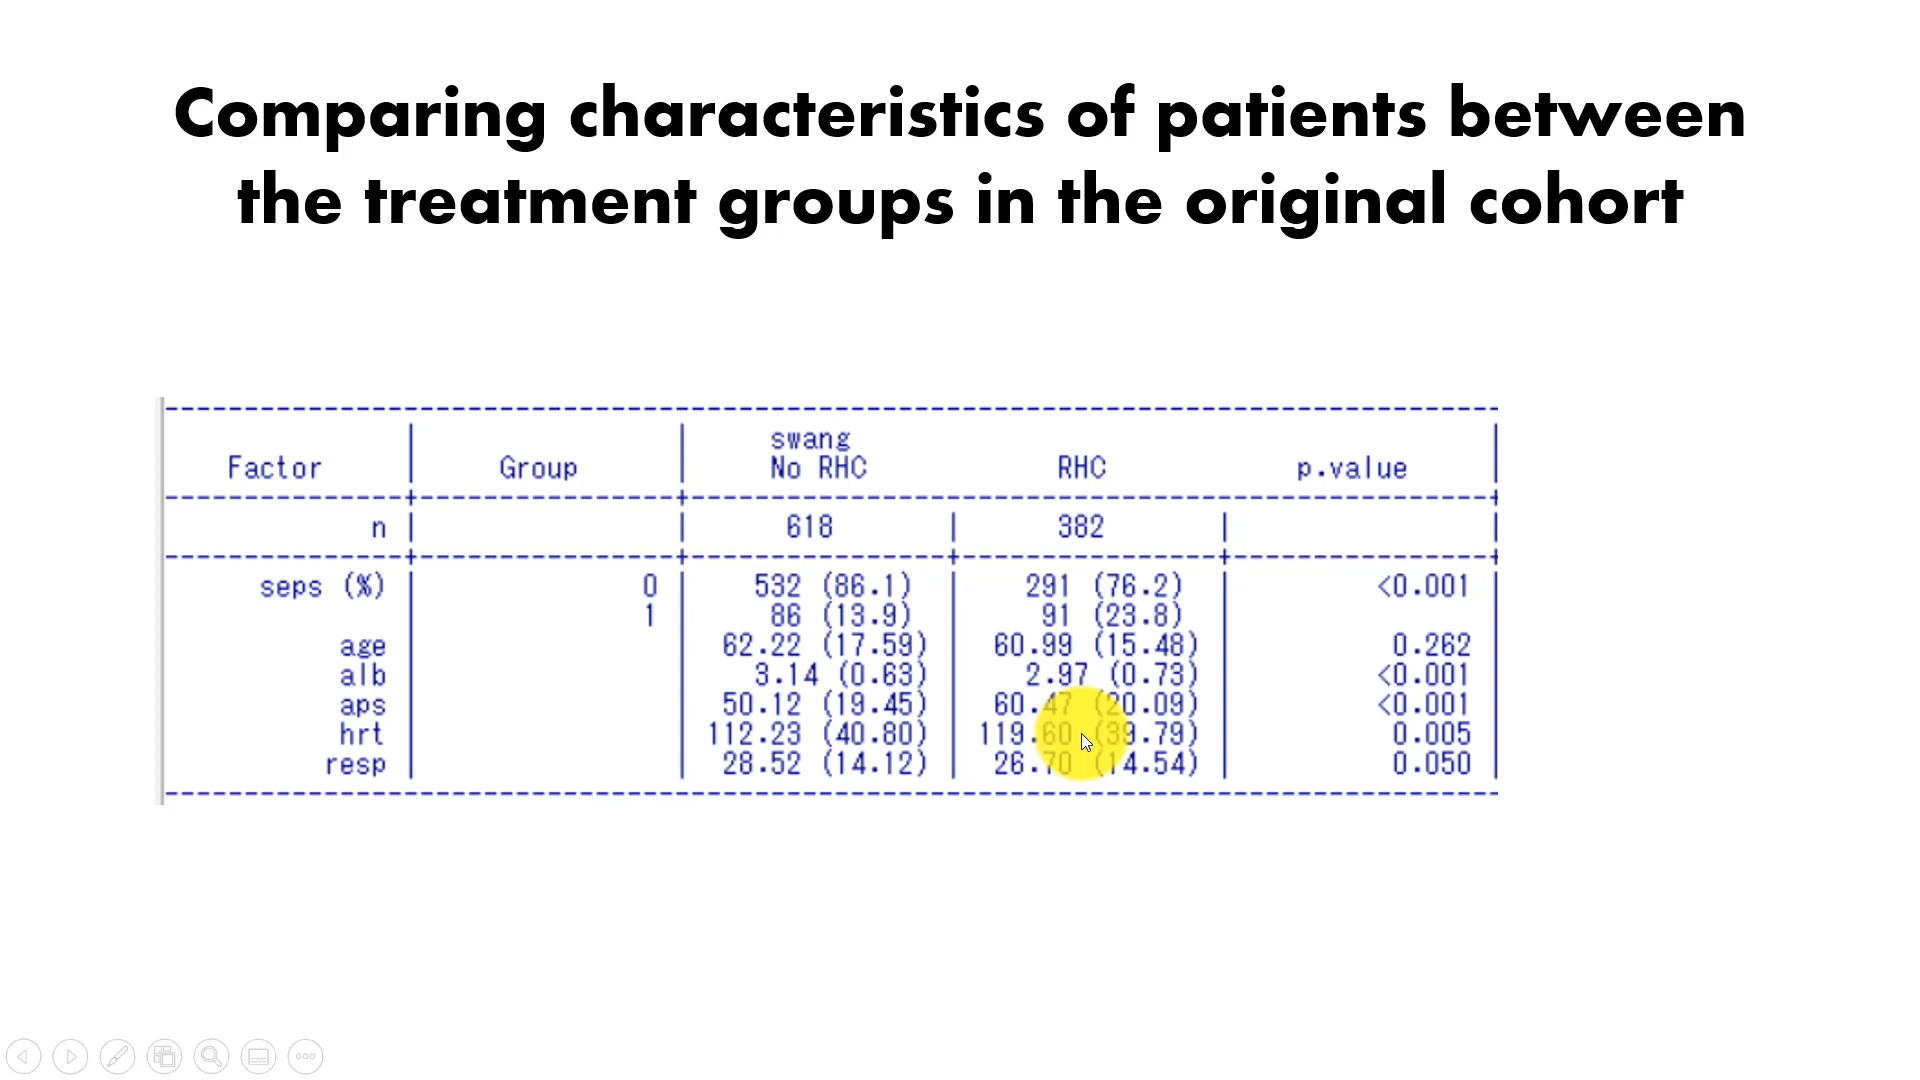 Comparing characteristics of patients between
the treatment groups in the original cohort
swang
Factor Group No RHC RHC p.value
n 618 382
seps (%) 0 532 (86.1) 291 (76.2) <0.001
1 86 (13.9) 91 (23.8)
age 62.22 (17.59) 60.99 (15.48) 0.262
alb 3.14 (0.63) 2.97 (0.73) <0.001
aps 50.12 (19.45) 60.47 (20.09) <0.001
hrt 112.23 (40.80) 119.60 (39.79) 0.005
resp 28.52 (14.12) 26.70 (14.54) 0.050